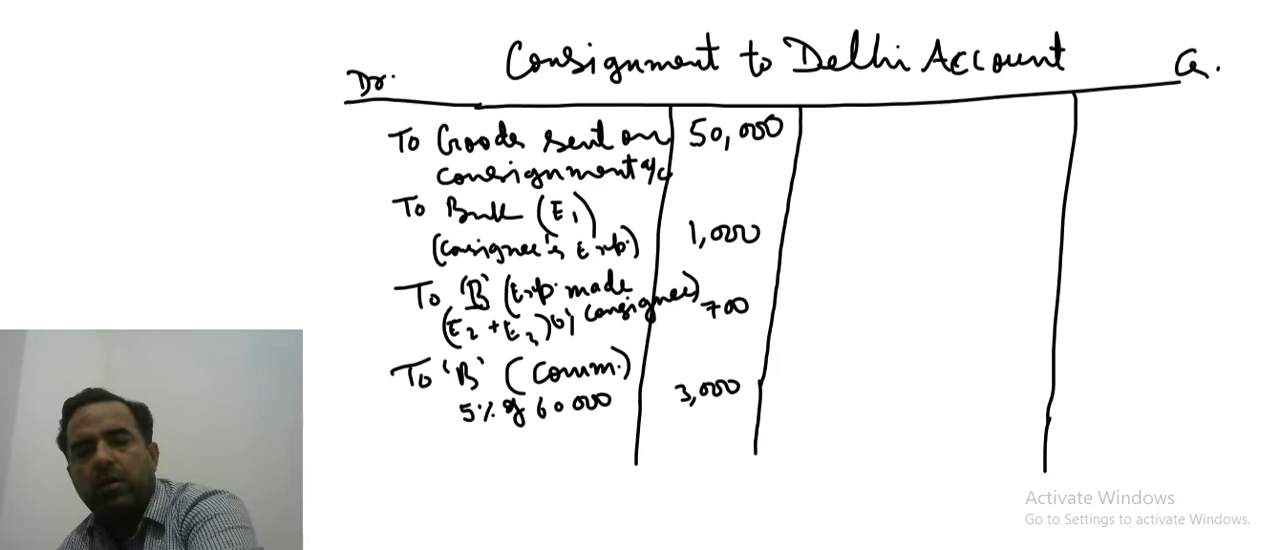 Consignment to Delhi Account
Dr.
Cr.
To Goods sent on 50,000
consignment a/c
To Bank (E1)
(Consignee's Exp.) 1,000
To 'B' (Exp. made
(E2 + E3) by consignee) 700
To 'B' (Comm.)
5% of 60000 3,000
Activate Windows
Go to Settings to activate Windows.